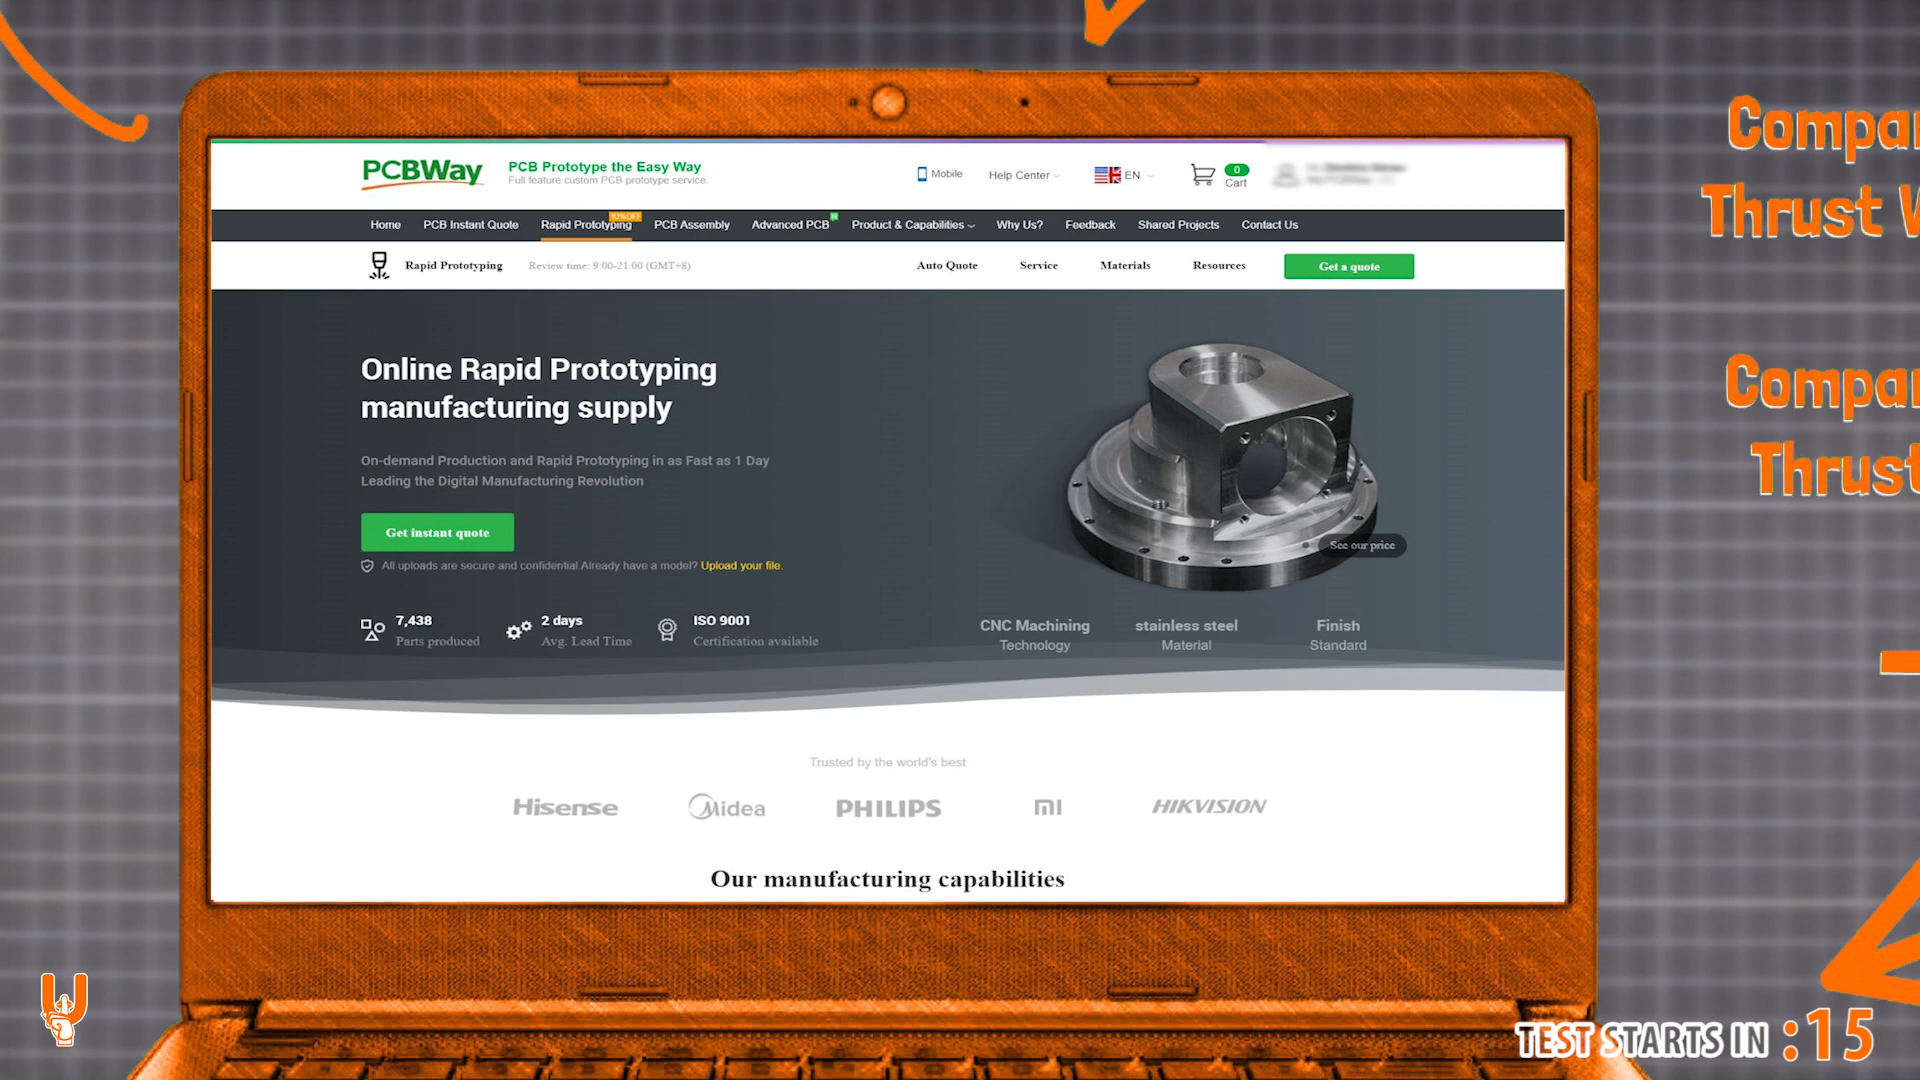 PCBWay
PCB Prototype the Easy Way
Full feature custom PCB prototype service.
Mobile
Help Center
EN
0
Cart
Home
PCB Instant Quote
Rapid Prototyping
10%OFF
PCB Assembly
Advanced PCB
N
Product & Capabilities
Why Us?
Feedback
Shared Projects
Contact Us
Rapid Prototyping
Review time: 9:00-21:00 (GMT+8)
Auto Quote
Service
Materials
Resources
Get a quote
Online Rapid Prototyping
manufacturing supply
On-demand Production and Rapid Prototyping in as Fast as 1 Day
Leading the Digital Manufacturing Revolution
Get instant quote
All uploads are secure and confidential.Already have a model? Upload your file.
See our price
7,438
Parts produced
2 days
Avg. Lead Time
ISO 9001
Certification available
CNC Machining
Technology
stainless steel
Material
Finish
Standard
Trusted by the world's best
Hisense
Midea
PHILIPS
mi
HIKVISION
Our manufacturing capabilities
Thrust
Thrust
TEST STARTS IN :15